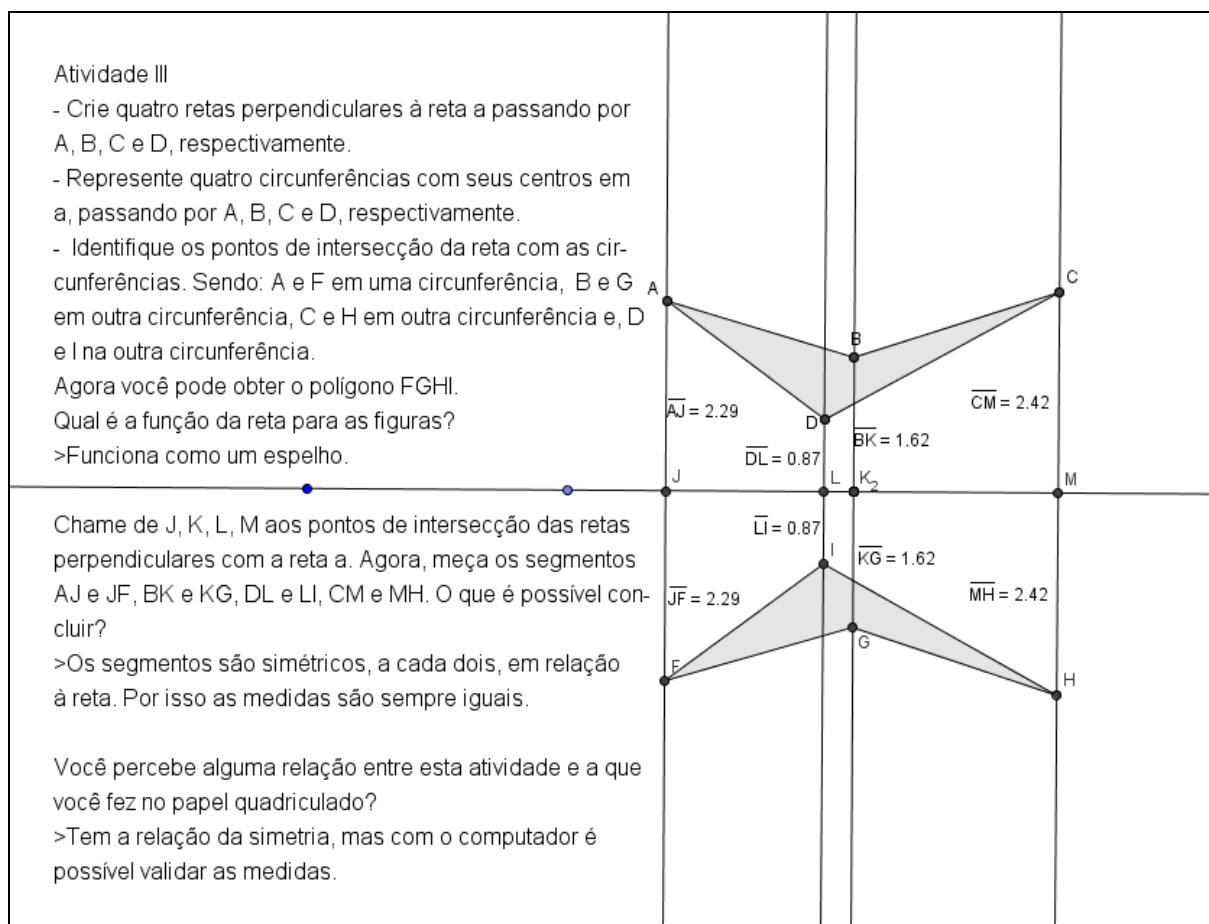 Atividade III
- Crie quatro retas perpendiculares à reta a passando por
A, B, C e D, respectivamente.
- Represente quatro circunferências com seus centros em
a, passando por A, B, C e D, respectivamente.
- Identifique os pontos de intersecção da reta com as cir-
cunferências. Sendo: A e F em uma circunferência, B e G
em outra circunferência, C e H em outra circunferência e, D
e I na outra circunferência.
Agora você pode obter o polígono FGHI.
Qual é a função da reta para as figuras?
>Funciona como um espelho.
Chame de J, K, L, M aos pontos de intersecção das retas
perpendiculares com a reta a. Agora, meça os segmentos
AJ e JF, BK e KG, DL e LI, CM e MH. O que é possível con-
cluir?
>Os segmentos são simétricos, a cada dois, em relação
à reta. Por isso as medidas são sempre iguais.
Você percebe alguma relação entre esta atividade e a que
você fez no papel quadriculado?
>Tem a relação da simetria, mas com o computador é
possível validar as medidas.
A
C
B
D
AJ = 2.29
CM = 2.42
BK = 1.62
DL = 0.87
J
L
K₂
M
LI = 0.87
I
KG = 1.62
JF = 2.29
MH = 2.42
G
F
H